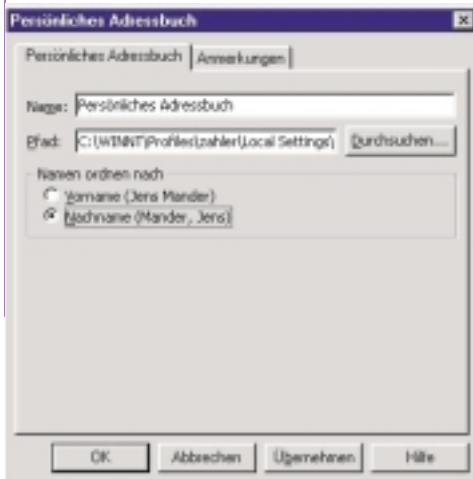 Persönliches Adressbuch
Persönliches Adressbuch Anmerkungen
Name: Persönliches Adressbuch
Pfad: C:\WINNT\Profiles\zahler\Local Settings\ Durchsuchen...
Namen ordnen nach
Vorname (Jens Mander)
Nachname (Mander, Jens)
OK Abbrechen Übernehmen Hilfe